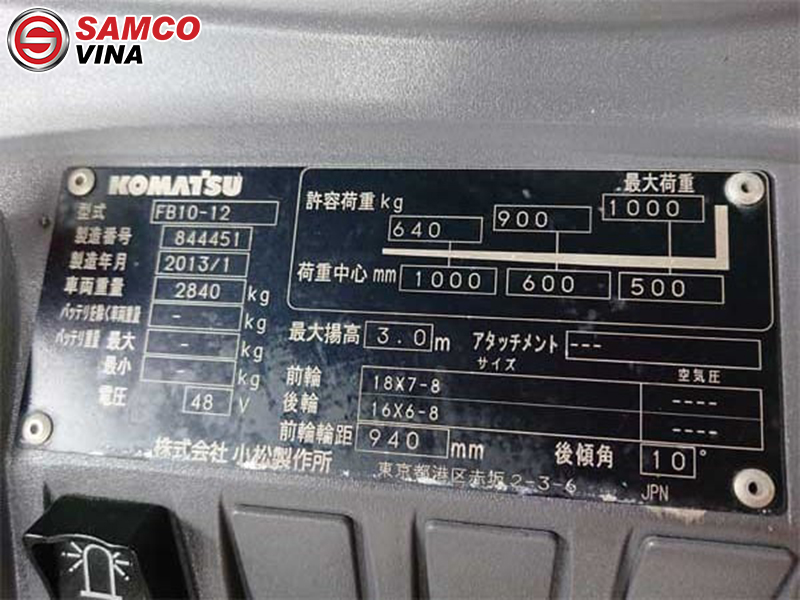 SAMCO
VINA
KOMATSU
型式 FB10-12
製造番号 844451
製造年月 2013/1
車両重量 2840 kg
バッテリを除く車両重量 - kg
バッテリ重量 最大 - kg
最小 - kg
電圧 48 V
許容荷重 kg 640 900 最大荷重 1000
荷重中心 mm 1000 600 500
最大揚高 3.0 m アタッチメント ---
サイズ 空気圧
前輪 18X7-8 ----
後輪 16X6-8 ----
前輪輪距 940 mm 後傾角 10°
株式会社 小松製作所 東京都港区赤坂2-3-6 JPN